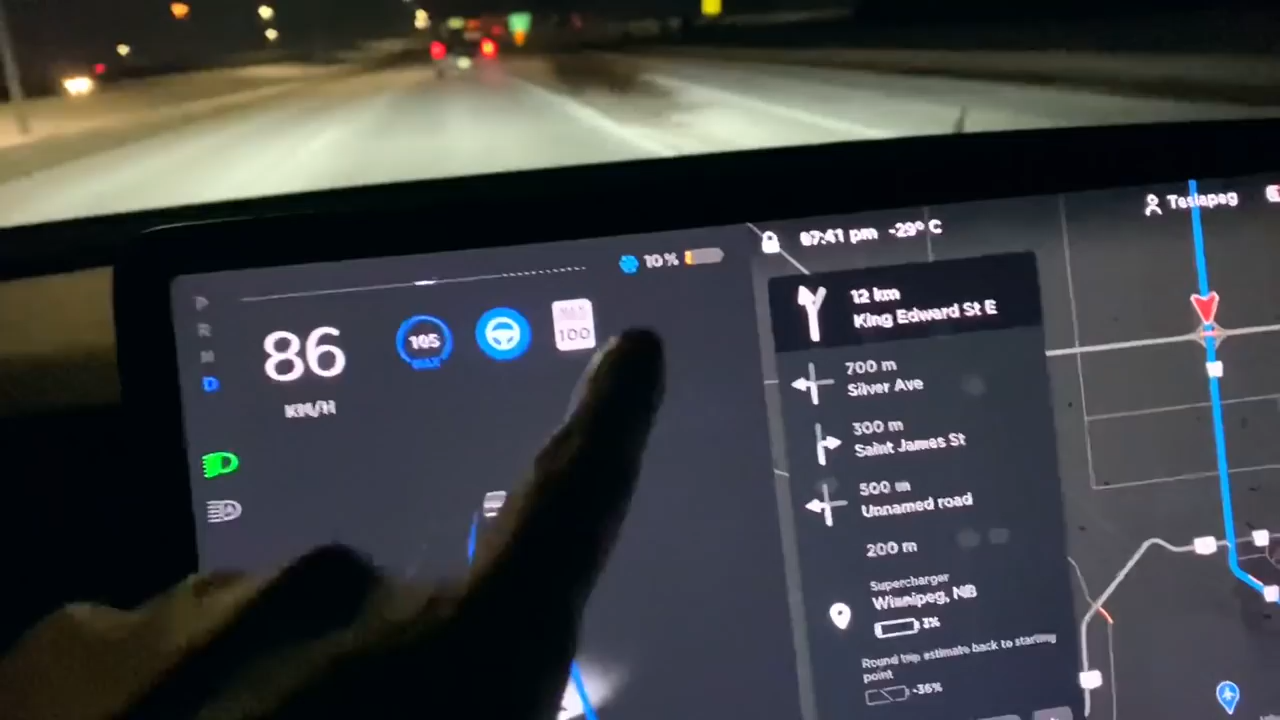 P
R
N
D
86
KM/H
105
MAX
100
10%
07:41 pm -29° C
Teslapeg
12 km
King Edward St E
700 m
Silver Ave
300 m
Saint James St
500 m
Unnamed road
200 m
Supercharger
Winnipeg, MB
3%
Round trip estimate back to starting
point
-36%